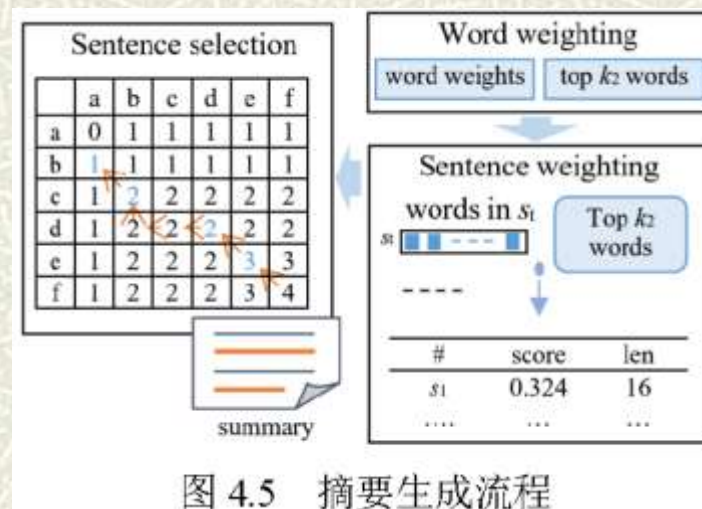 Sentence selection
a b c d e f
a 0 1 1 1 1 1
b 1 1 1 1 1 1
c 1 2 2 2 2 2
d 1 2 2 2 2 2
e 1 2 2 2 3 3
f 1 2 2 2 3 4
summary
Word weighting
word weights top k2 words
Sentence weighting
words in st
Top k2
words
st
# score len
s1 0.324 16
.... ... ...
图 4.5 摘要生成流程